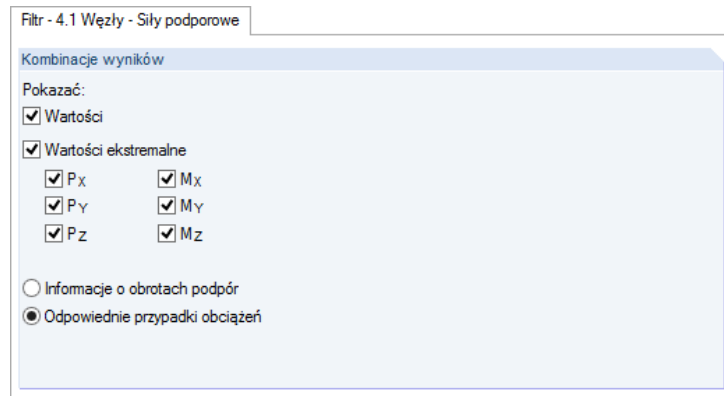 Filtr - 4.1 Węzły - Siły podporowe
Kombinacje wyników
Pokazać:
Wartości
Wartości ekstremalne
PX MX
PY MY
PZ MZ
Informacje o obrotach podpór
Odpowiednie przypadki obciążeń